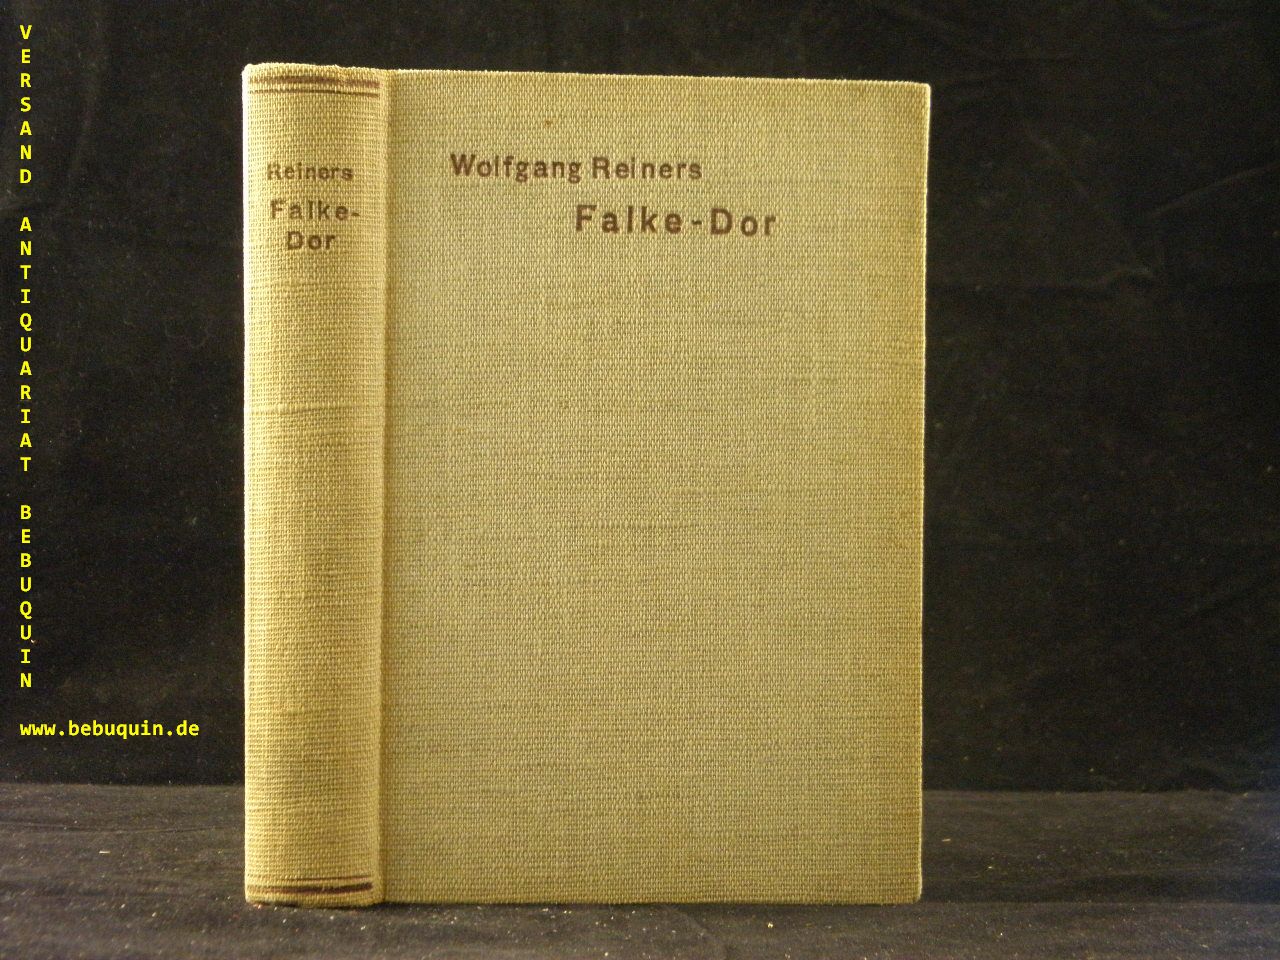 VERSAND ANTIQUARIAT BEBUQUIN
www.bebuquin.de
Reiners
Falke-
Dor
Wolfgang Reiners
Falke-Dor